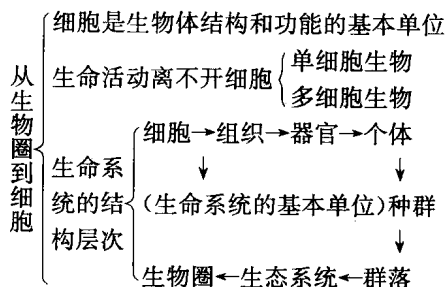 从生物圈到细胞
细胞是生物体结构和功能的基本单位
生命活动离不开细胞
单细胞生物
多细胞生物
生命系统的结构层次
细胞→组织→器官→个体
↓ ↓
(生命系统的基本单位)种群
↓
生物圈←生态系统←群落